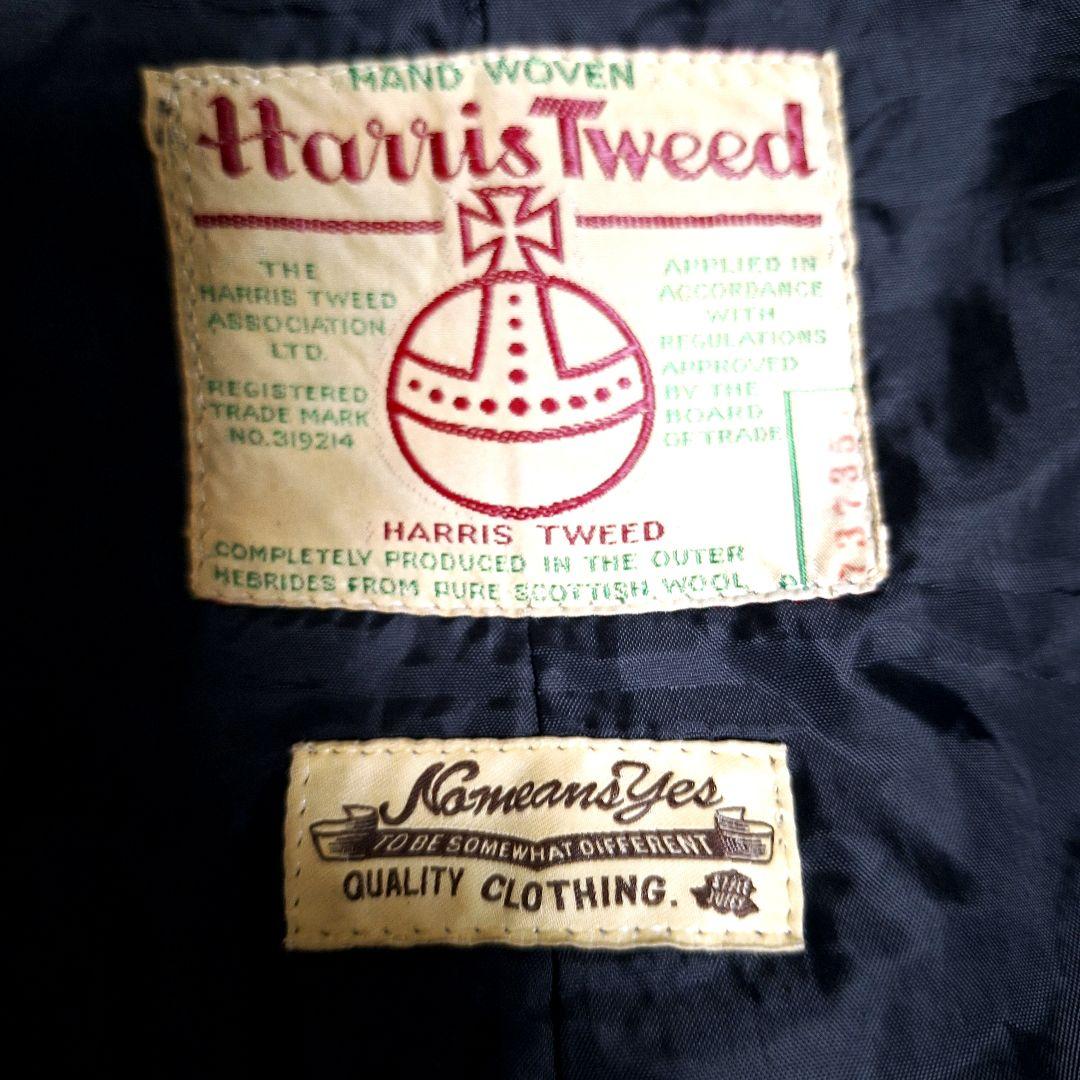 HAND WOVEN
Harris Tweed
THE
HARRIS TWEED
ASSOCIATION
LTD.
REGISTERED
TRADE MARK
NO.319214
APPLIED IN
ACCORDANCE
WITH
REGULATIONS
APPROVED
BY THE
BOARD
OF TRADE
HARRIS TWEED
COMPLETELY PRODUCED IN THE OUTER
HEBRIDES FROM PURE SCOTTISH WOOL
NomeansYes
TO BE SOMEWHAT DIFFERENT
QUALITY CLOTHING.